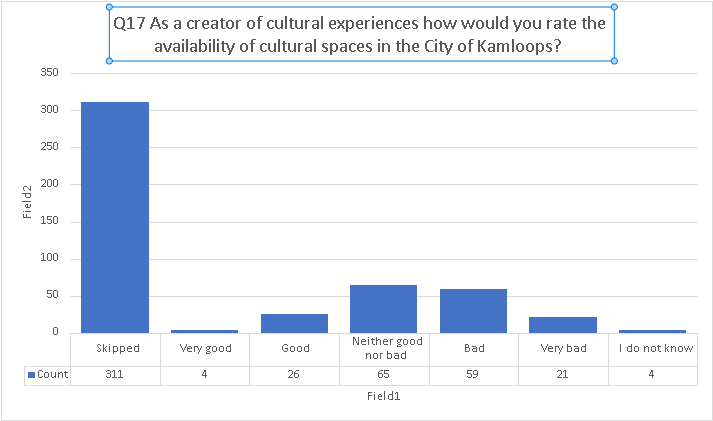 Q17 As a creator of cultural experiences how would you rate the
availability of cultural spaces in the City of Kamloops?
350
300
250
200
150
100
50
0
Field2
Skipped Very good Good Neither good nor bad Bad Very bad I do not know
Count 311 4 26 65 59 21 4
Field1